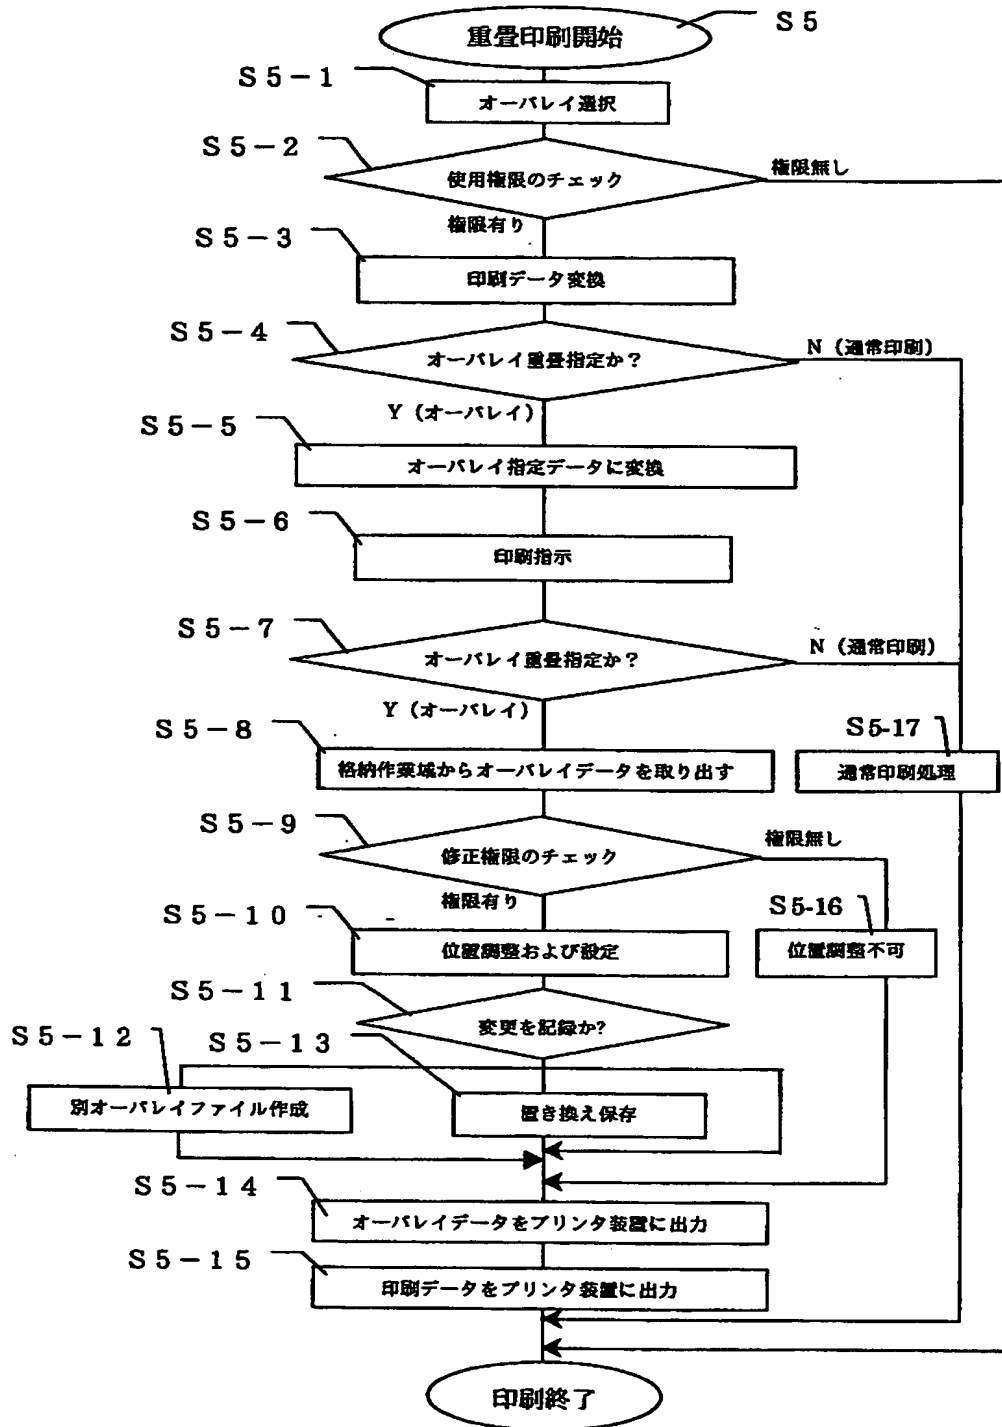 重畳印刷開始
S5
S5-1
オーバレイ選択
S5-2
使用権限のチェック
権限無し
権限有り
S5-3
印刷データ変換
S5-4
オーバレイ重畳指定か?
N(通常印刷)
Y(オーバレイ)
S5-5
オーバレイ指定データに変換
S5-6
印刷指示
S5-7
オーバレイ重畳指定か?
N(通常印刷)
Y(オーバレイ)
S5-8
格納作業域からオーバレイデータを取り出す
S5-17
通常印刷処理
S5-9
修正権限のチェック
権限無し
権限有り
S5-10
位置調整および設定
S5-16
位置調整不可
S5-11
変更を記録か?
S5-12
別オーバレイファイル作成
S5-13
置き換え保存
S5-14
オーバレイデータをプリンタ装置に出力
S5-15
印刷データをプリンタ装置に出力
印刷終了